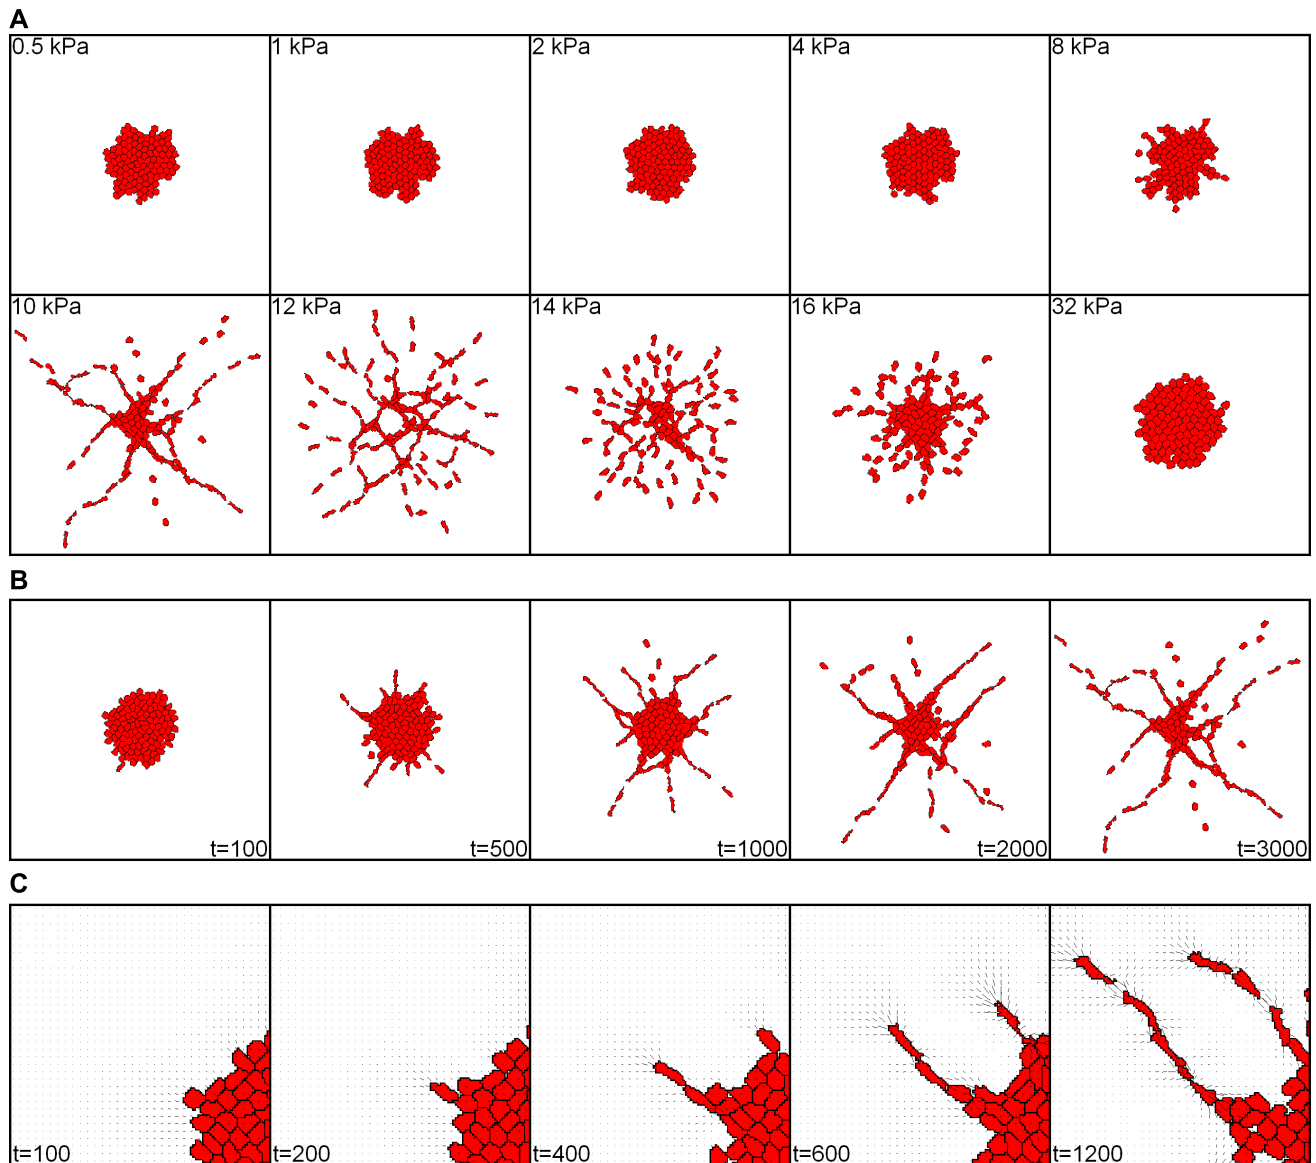 A
0.5 kPa
1 kPa
2 kPa
4 kPa
8 kPa
10 kPa
12 kPa
14 kPa
16 kPa
32 kPa
B
t=100
t=500
t=1000
t=2000
t=3000
C
t=100
t=200
t=400
t=600
t=1200